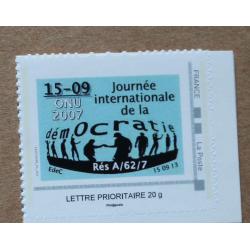 15-09
ONU
2007
Journée
internationale
de la
démocratie
Rés A/62/7
EdeC
15 09 13
FRANCE
La Poste
LETTRE PRIORITAIRE 20 g